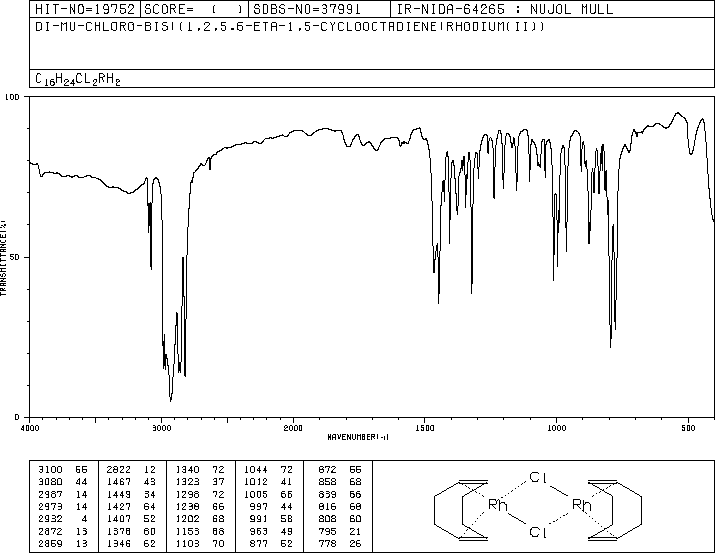 HIT-NO=19752 SCORE= ( ) SDBS-NO=37991 IR-NIDA-64265 : NUJOL MULL
DI-MU-CHLORO-BIS((1,2,5,6-ETA-1,5-CYCLOOCTADIENE)RHODIUM(II))
C16H24CL2RH2
100
50
0
TRANSMITTANCE(%)
4000 3000 2000 1500 1000 500
WAVENUMBER(-1)
3100 66 2822 12 1340 72 1044 72 872 66
3080 44 1467 43 1323 37 1012 41 858 68
2987 14 1449 34 1298 72 1005 66 839 66
2973 14 1427 64 1238 66 997 44 816 68
2932 4 1407 52 1202 68 991 58 808 60
2872 13 1378 60 1153 68 963 49 795 21
2859 13 1346 62 1103 70 877 52 778 26
Cl
Rh Rh
Cl